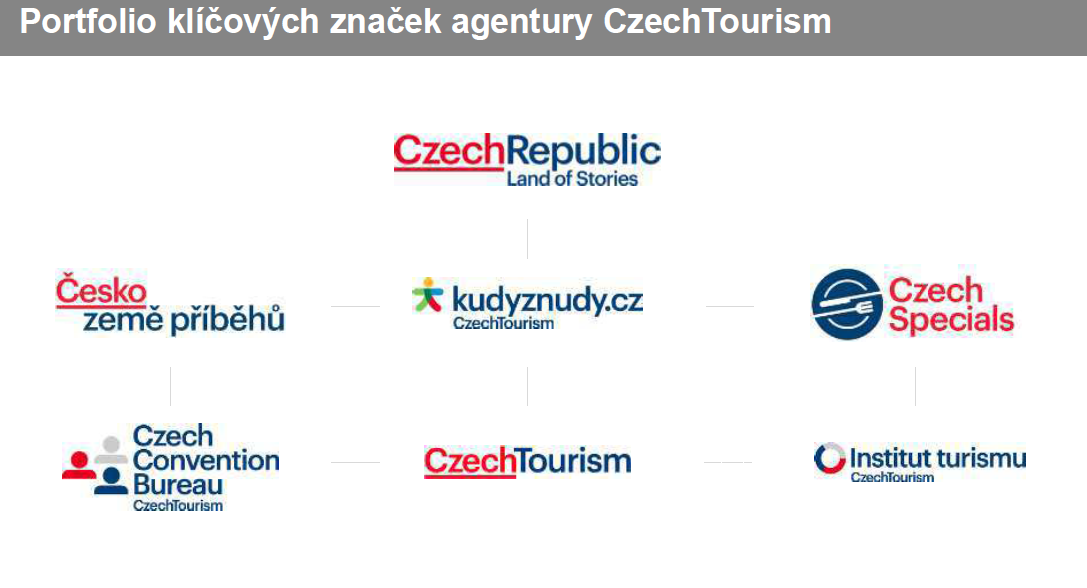 Portfolio klíčových značek agentury CzechTourism
CzechRepublic
Land of Stories
Česko
země příběhů
kudyznudy.cz
CzechTourism
Czech
Specials
Czech
Convention
Bureau
CzechTourism
CzechTourism
Institut turismu
CzechTourism